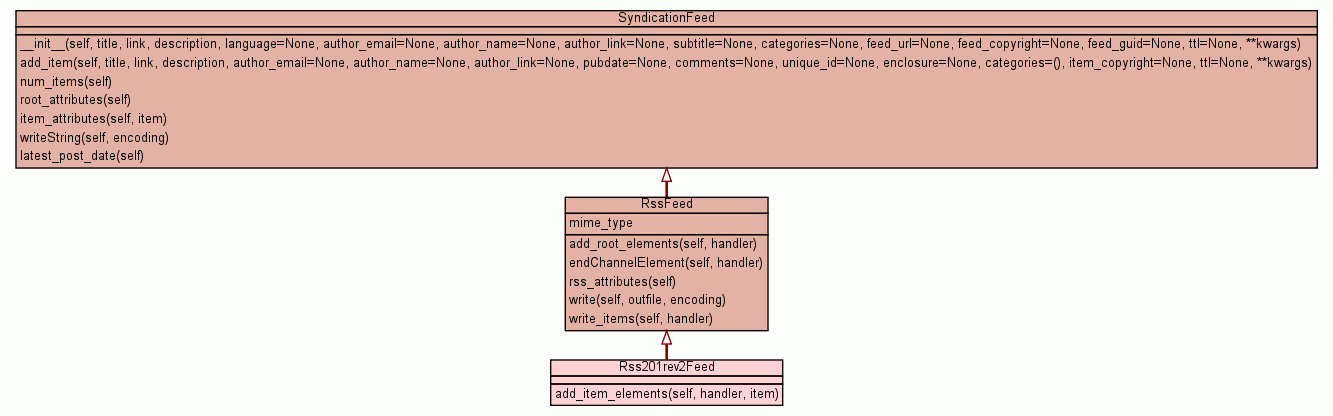 SyndicationFeed
__init__(self, title, link, description, language=None, author_email=None, author_name=None, author_link=None, subtitle=None, categories=None, feed_url=None, feed_copyright=None, feed_guid=None, ttl=None, **kwargs)
add_item(self, title, link, description, author_email=None, author_name=None, author_link=None, pubdate=None, comments=None, unique_id=None, enclosure=None, categories=(), item_copyright=None, ttl=None, **kwargs)
num_items(self)
root_attributes(self)
item_attributes(self, item)
writeString(self, encoding)
latest_post_date(self)
RssFeed
mime_type
add_root_elements(self, handler)
endChannelElement(self, handler)
rss_attributes(self)
write(self, outfile, encoding)
write_items(self, handler)
Rss201rev2Feed
add_item_elements(self, handler, item)